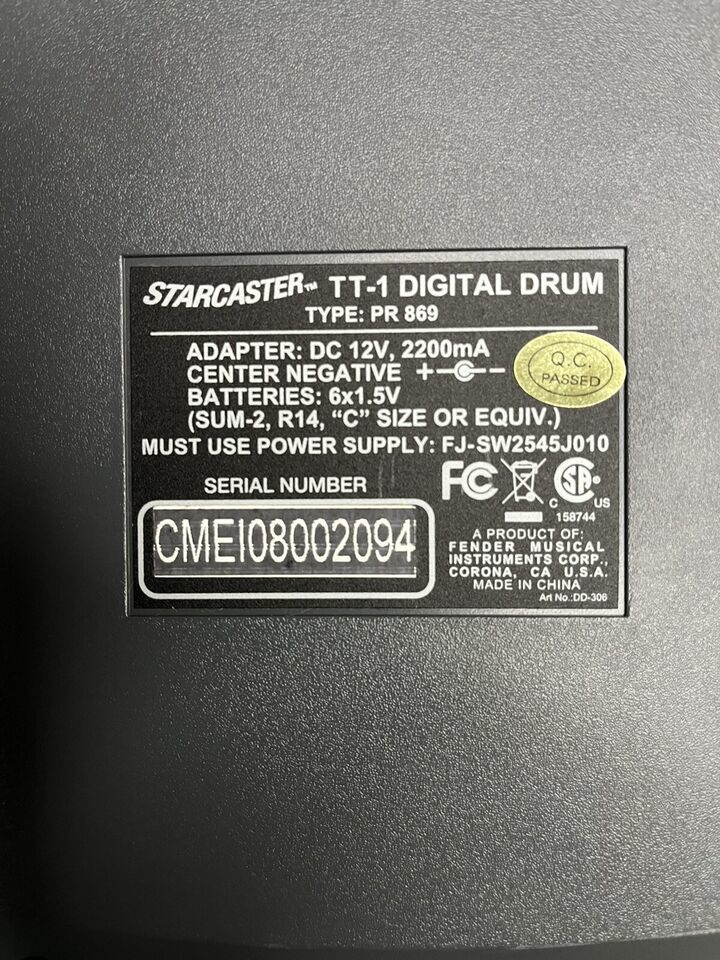 STARCASTER™ TT-1 DIGITAL DRUM
TYPE: PR 869
ADAPTER: DC 12V, 2200mA
CENTER NEGATIVE + -
BATTERIES: 6x1.5V
(SUM-2, R14, “C” SIZE OR EQUIV.)
MUST USE POWER SUPPLY: FJ-SW2545J010
Q.C.
PASSED
SERIAL NUMBER
CMEI08002094
FC
C SA US
158744
A PRODUCT OF:
FENDER MUSICAL
INSTRUMENTS CORP.,
CORONA, CA U.S.A.
MADE IN CHINA
Art No.:DD-306